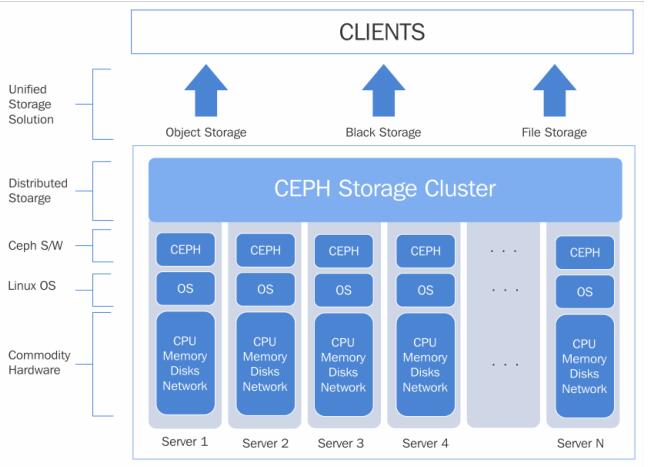 CLIENTS
Unified
Storage
Solution
Object Storage
Black Storage
File Storage
Distributed
Stoarge
CEPH Storage Cluster
Ceph S/W
CEPH
CEPH
CEPH
CEPH
. . .
CEPH
Linux OS
OS
OS
OS
OS
. . .
OS
Commodity
Hardware
CPU
Memory
Disks
Network
CPU
Memory
Disks
Network
CPU
Memory
Disks
Network
CPU
Memory
Disks
Network
. . .
CPU
Memory
Disks
Network
Server 1
Server 2
Server 3
Server 4
Server N